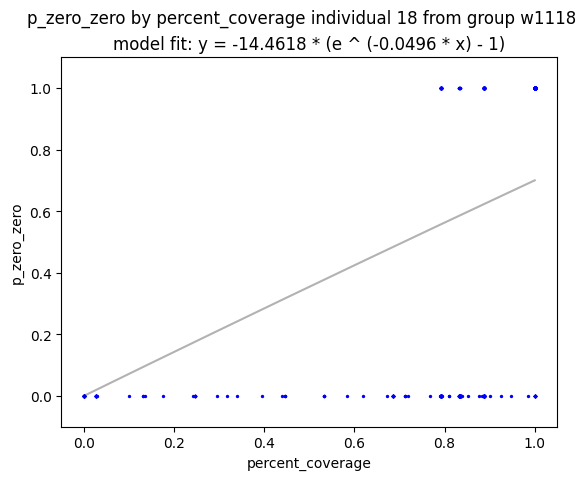 p_zero_zero by percent_coverage individual 18 from group w1118
model fit: y = -14.4618 * (e ^ (-0.0496 * x) - 1)
1.0
0.8
0.6
0.4
0.2
0.0
p_zero_zero
0.0 0.2 0.4 0.6 0.8 1.0
percent_coverage